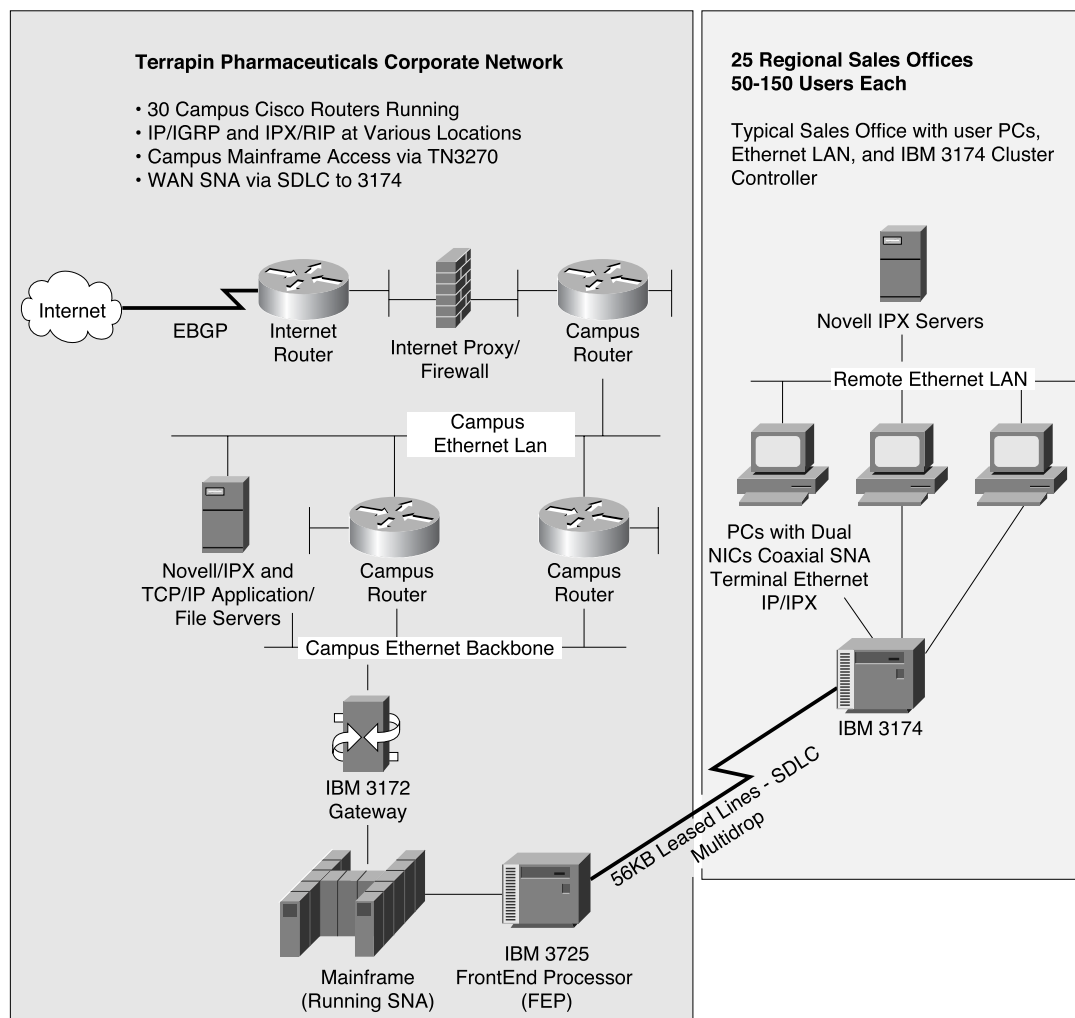 Terrapin Pharmaceuticals Corporate Network
• 30 Campus Cisco Routers Running
• IP/IGRP and IPX/RIP at Various Locations
• Campus Mainframe Access via TN3270
• WAN SNA via SDLC to 3174
Internet
EBGP
Internet
Router
Internet Proxy/
Firewall
Campus
Router
Campus
Ethernet Lan
Novell/IPX and
TCP/IP Application/
File Servers
Campus
Router
Campus
Router
Campus Ethernet Backbone
IBM 3172
Gateway
Mainframe
(Running SNA)
IBM 3725
FrontEnd Processor
(FEP)
56KB Leased Lines - SDLC
Multidrop
25 Regional Sales Offices
50-150 Users Each
Typical Sales Office with user PCs,
Ethernet LAN, and IBM 3174 Cluster
Controller
Novell IPX Servers
Remote Ethernet LAN
PCs with Dual
NICs Coaxial SNA
Terminal Ethernet
IP/IPX
IBM 3174